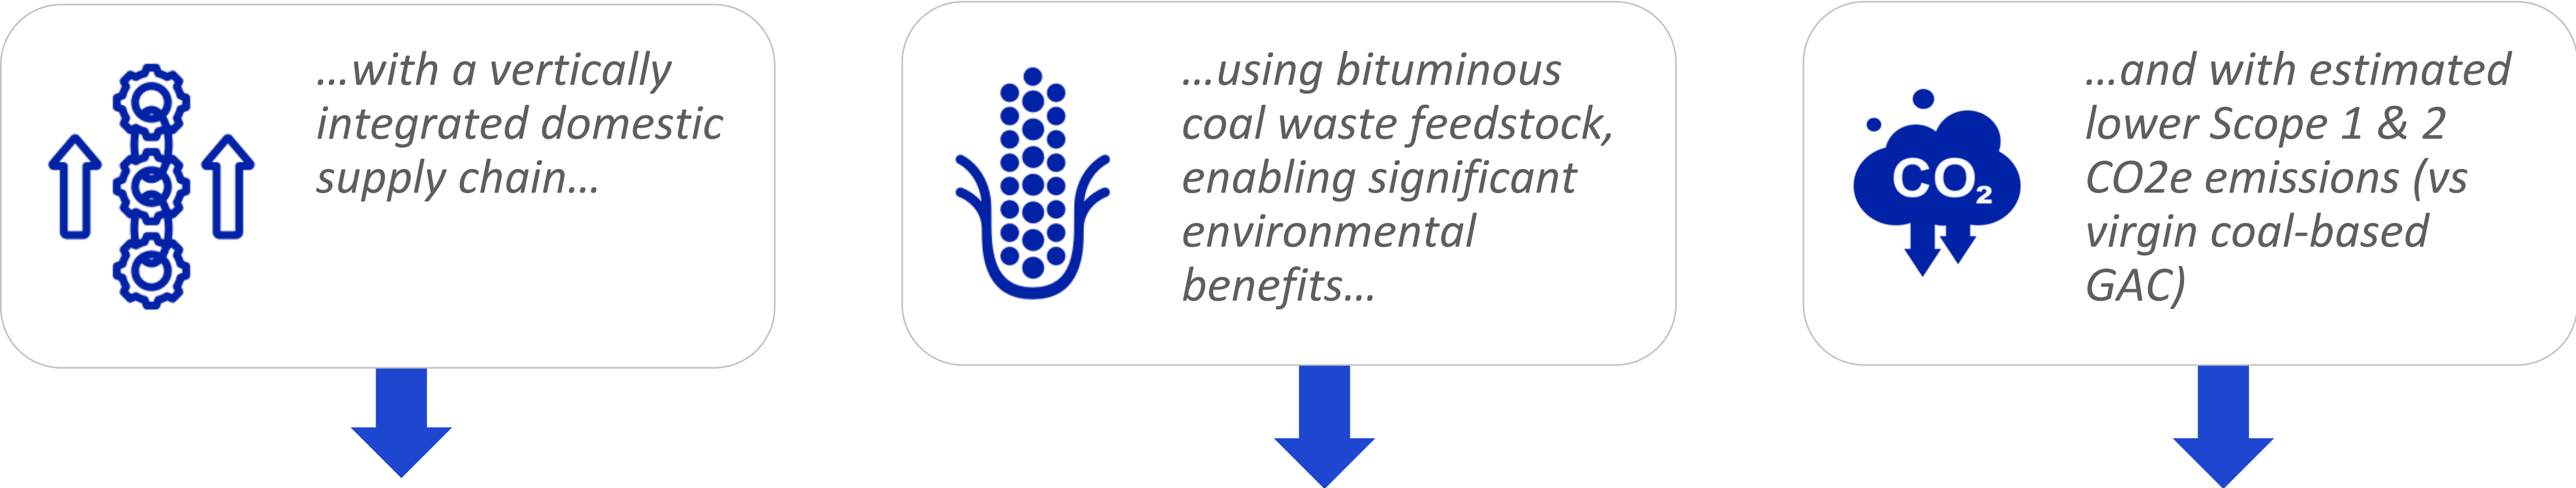 ...with a vertically
integrated domestic
supply chain...
...using bituminous
coal waste feedstock,
enabling significant
environmental
benefits...
CO₂
...and with estimated
lower Scope 1 & 2
CO2e emissions (vs
virgin coal-based
GAC)